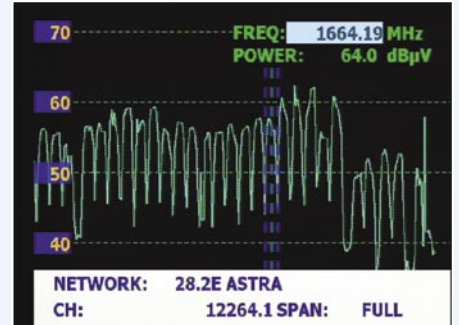 70
FREQ: 1664.19 MHz
POWER: 64.0 dBµV
60
50
40
NETWORK: 28.2E ASTRA
CH: 12264.1 SPAN: FULL